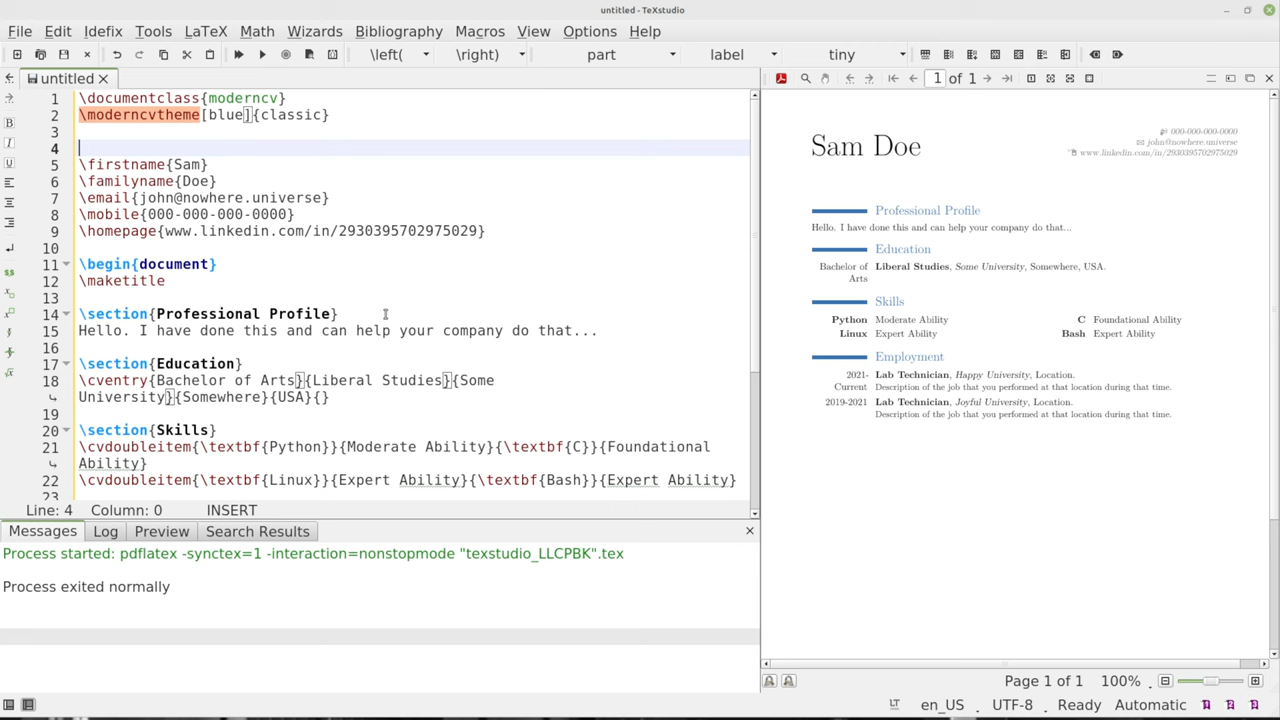 untitled - TeXstudio
File Edit Idefix Tools LaTeX Math Wizards Bibliography Macros View Options Help
\left( \right) part label tiny
untitled
1 \documentclass{moderncv}
2 \moderncvtheme[blue]{classic}
3
4
5 \firstname{Sam}
6 \familyname{Doe}
7 \email{john@nowhere.universe}
8 \mobile{000-000-000-0000}
9 \homepage{www.linkedin.com/in/2930395702975029}
10
11 \begin{document}
12 \maketitle
13
14 \section{Professional Profile}
15 Hello. I have done this and can help your company do that...
16
17 \section{Education}
18 \cventry{Bachelor of Arts}{Liberal Studies}{Some
University}{Somewhere}{USA}{}
19
20 \section{Skills}
21 \cvdoubleitem{\textbf{Python}}{Moderate Ability}{\textbf{C}}{Foundational
Ability}
22 \cvdoubleitem{\textbf{Linux}}{Expert Ability}{\textbf{Bash}}{Expert Ability}
23
Line: 4 Column: 0 INSERT
Messages Log Preview Search Results
Process started: pdflatex -synctex=1 -interaction=nonstopmode "texstudio_LLCPBK".tex
Process exited normally
1 of 1
Sam Doe
000-000-000-0000
john@nowhere.universe
www.linkedin.com/in/2930395702975029
Professional Profile
Hello. I have done this and can help your company do that...
Education
Bachelor of Liberal Studies, Some University, Somewhere, USA.
Arts
Skills
Python Moderate Ability C Foundational Ability
Linux Expert Ability Bash Expert Ability
Employment
2021- Lab Technician, Happy University, Location.
Current Description of the job that you performed at that location during that time.
2019-2021 Lab Technician, Joyful University, Location.
Description of the job that you performed at that location during that time.
Page 1 of 1 100%
LT en_US UTF-8 Ready Automatic 1 2 3